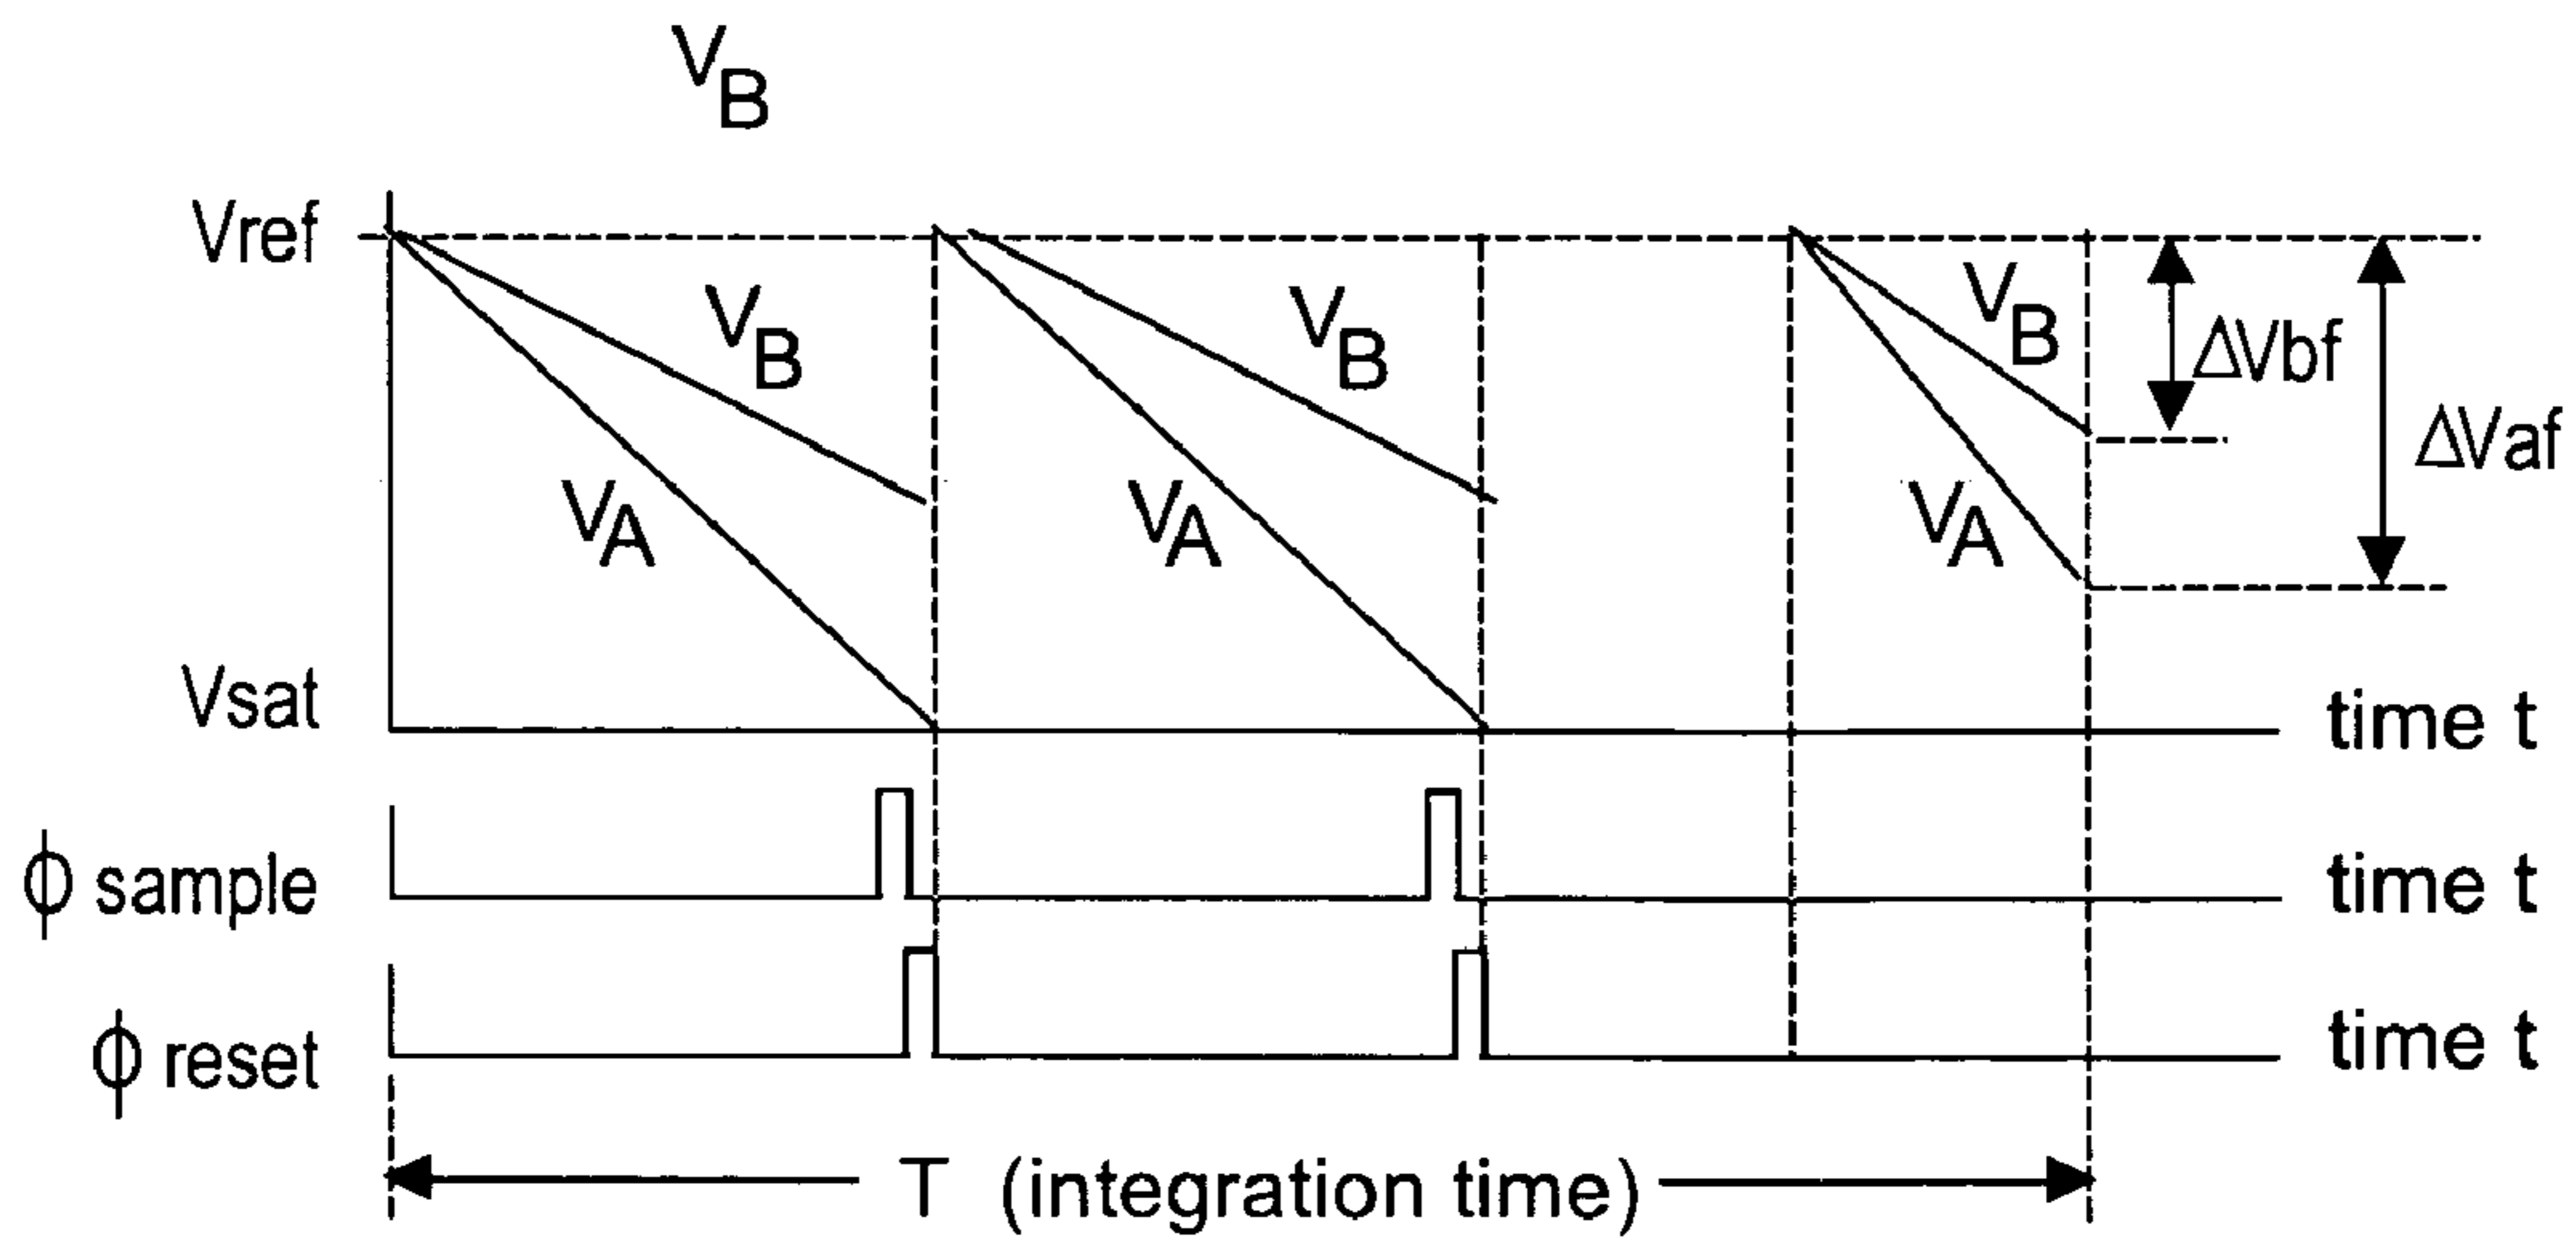 VB
Vref
VB
VB
VB
ΔVbf
ΔVaf
VA
VA
VA
Vsat
time t
ϕ sample
time t
ϕ reset
time t
T (integration time)